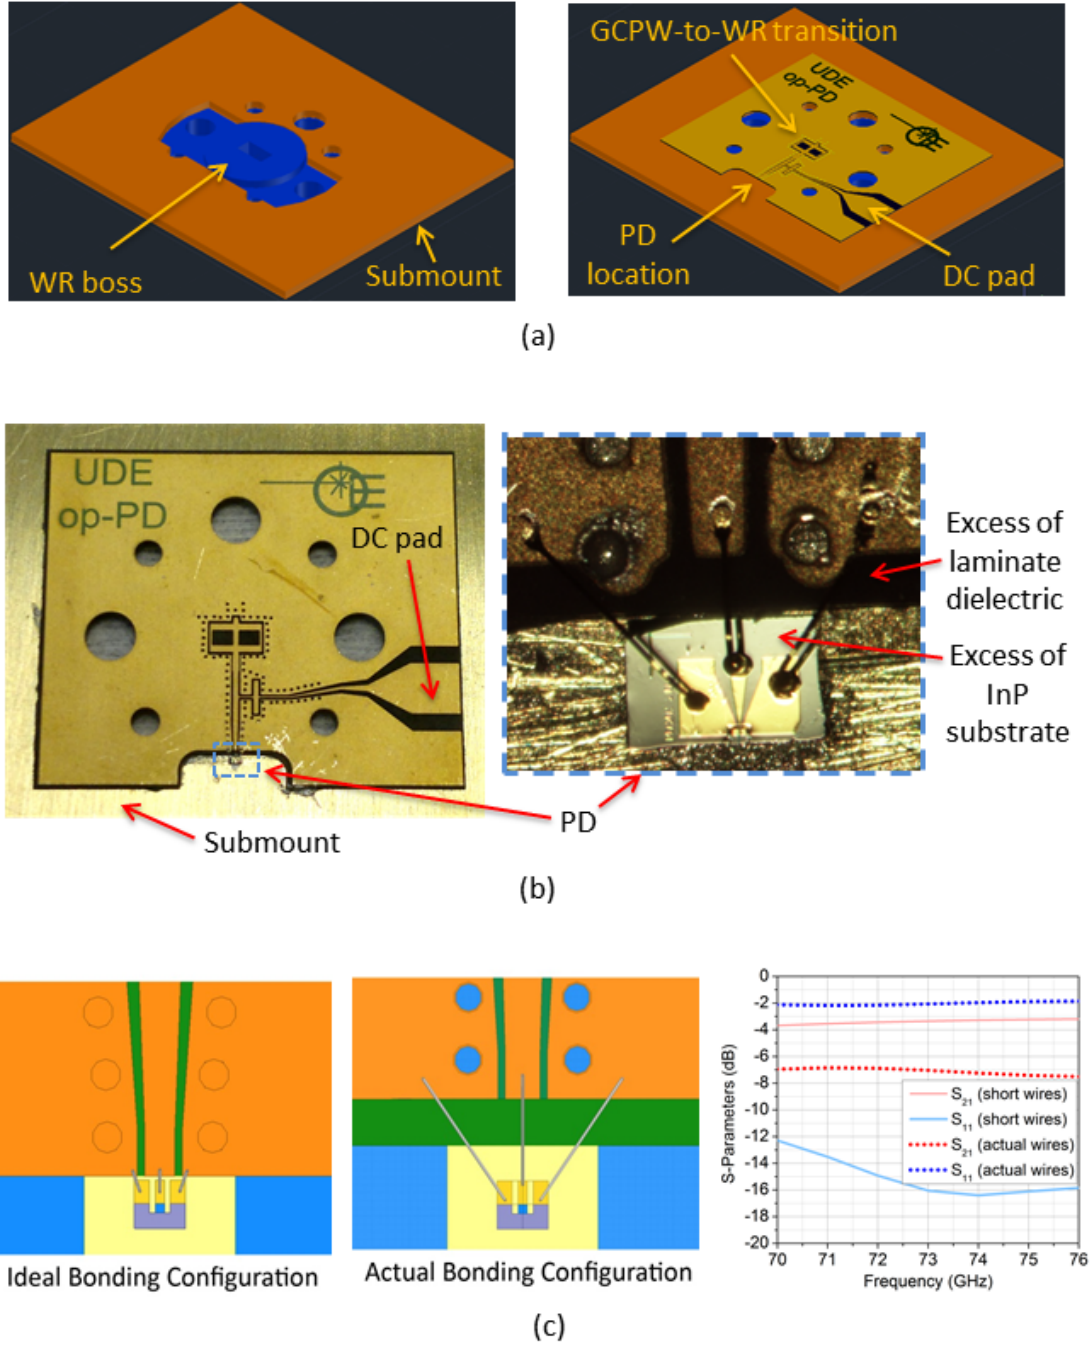 GCPW-to-WR transition
UDE
op-PD
WR boss
Submount
PD
location
DC pad
(a)
UDE
op-PD
DC pad
Submount
PD
Excess of
laminate
dielectric
Excess of
InP
substrate
(b)
Ideal Bonding Configuration
Actual Bonding Configuration
S-Parameters (dB)
0
-2
-4
-6
-8
-10
-12
-14
-16
-18
-20
S21 (short wires)
S11 (short wires)
S21 (actual wires)
S11 (actual wires)
70 71 72 73 74 75 76
Frequency (GHz)
(c)